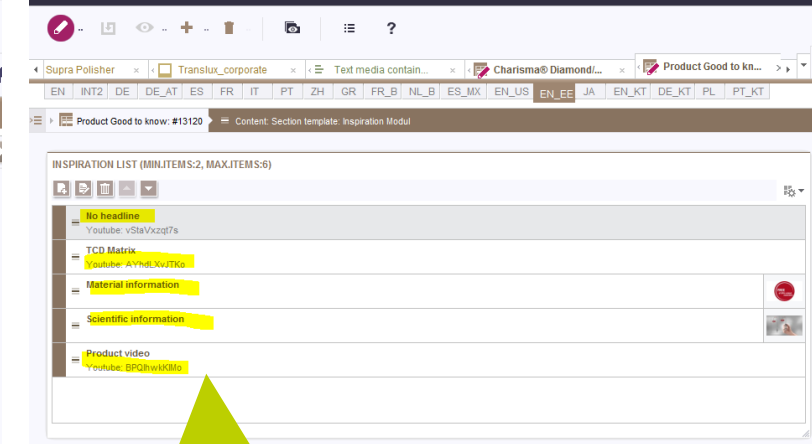 ?
Supra Polisher
Translux_corporate
Text media contain...
Charisma® Diamond/...
Product Good to kn...
EN INT2 DE DE_AT ES FR IT PT ZH GR FR_B NL_B ES_MX EN_US EN_EE JA EN_KT DE_KT PL PT_KT
Product Good to know: #13120 Content: Section template: Inspiration Modul
INSPIRATION LIST (MIN.ITEMS:2, MAX.ITEMS:6)
No headline
Youtube: vStaVxzqt7s
TCD Matrix
Youtube: AYhdLXvJTKo
Material information
Scientific information
Product video
Youtube: